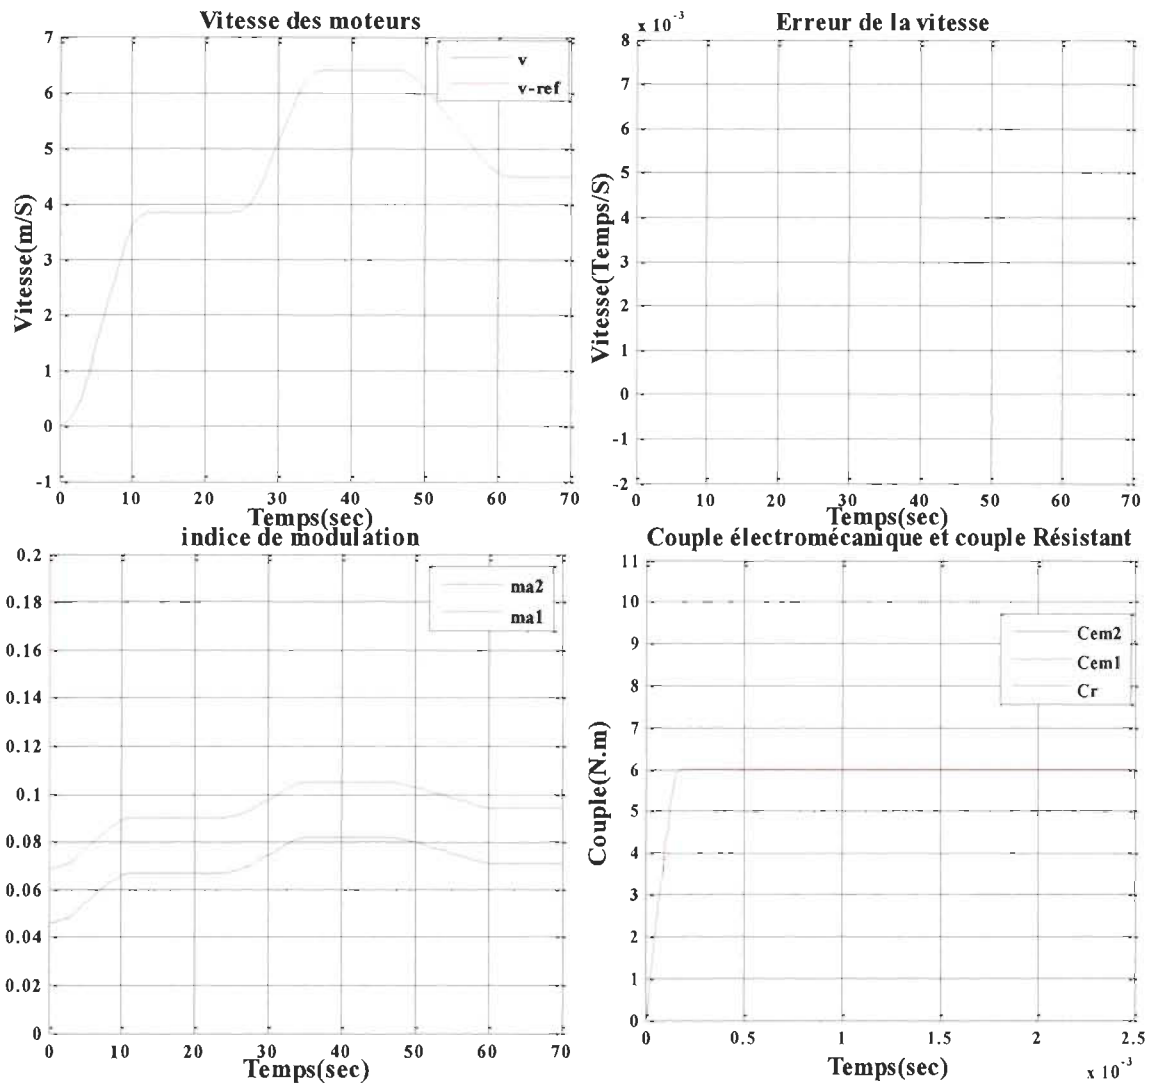 Vitesse des moteurs
7
6
5
4
3
2
1
0
-1
Vitesse(m/S)
v
v-ref
0 10 20 30 40 50 60 70
Temps(sec)
x 10^-3
Erreur de la vitesse
8
7
6
5
4
3
2
1
0
-1
-2
Vitesse(Temps/S)
0 10 20 30 40 50 60 70
Temps(sec)
indice de modulation
0.2
0.18
0.16
0.14
0.12
0.1
0.08
0.06
0.04
0.02
0
ma2
ma1
0 10 20 30 40 50 60 70
Temps(sec)
Couple électromécanique et couple Résistant
11
10
9
8
7
6
5
4
3
2
1
0
Couple(N.m)
Cem2
Cem1
Cr
0 0.5 1 1.5 2 2.5
Temps(sec)
x 10^-3